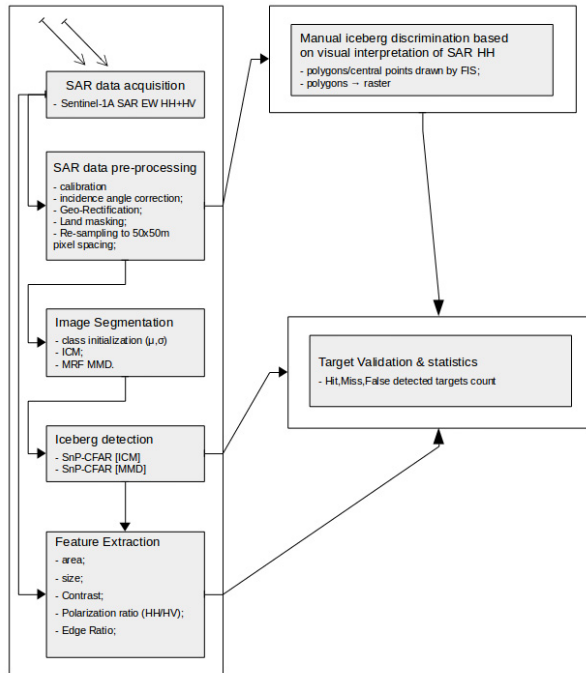 SAR data acquisition
- Sentinel-1A SAR EW HH+HV
SAR data pre-processing
- calibration
- incidence angle correction;
- Geo-Rectification;
- Land masking;
- Re-sampling to 50x50m
pixel spacing;
Image Segmentation
- class initialization (μ,σ)
- ICM;
- MRF MMD.
Iceberg detection
- SnP-CFAR [ICM]
- SnP-CFAR [MMD]
Feature Extraction
- area;
- size;
- Contrast;
- Polarization ratio (HH/HV);
- Edge Ratio;
Manual iceberg discrimination based
on visual interpretation of SAR HH
- polygons/central points drawn by FIS;
- polygons → raster
Target Validation & statistics
- Hit,Miss,False detected targets count